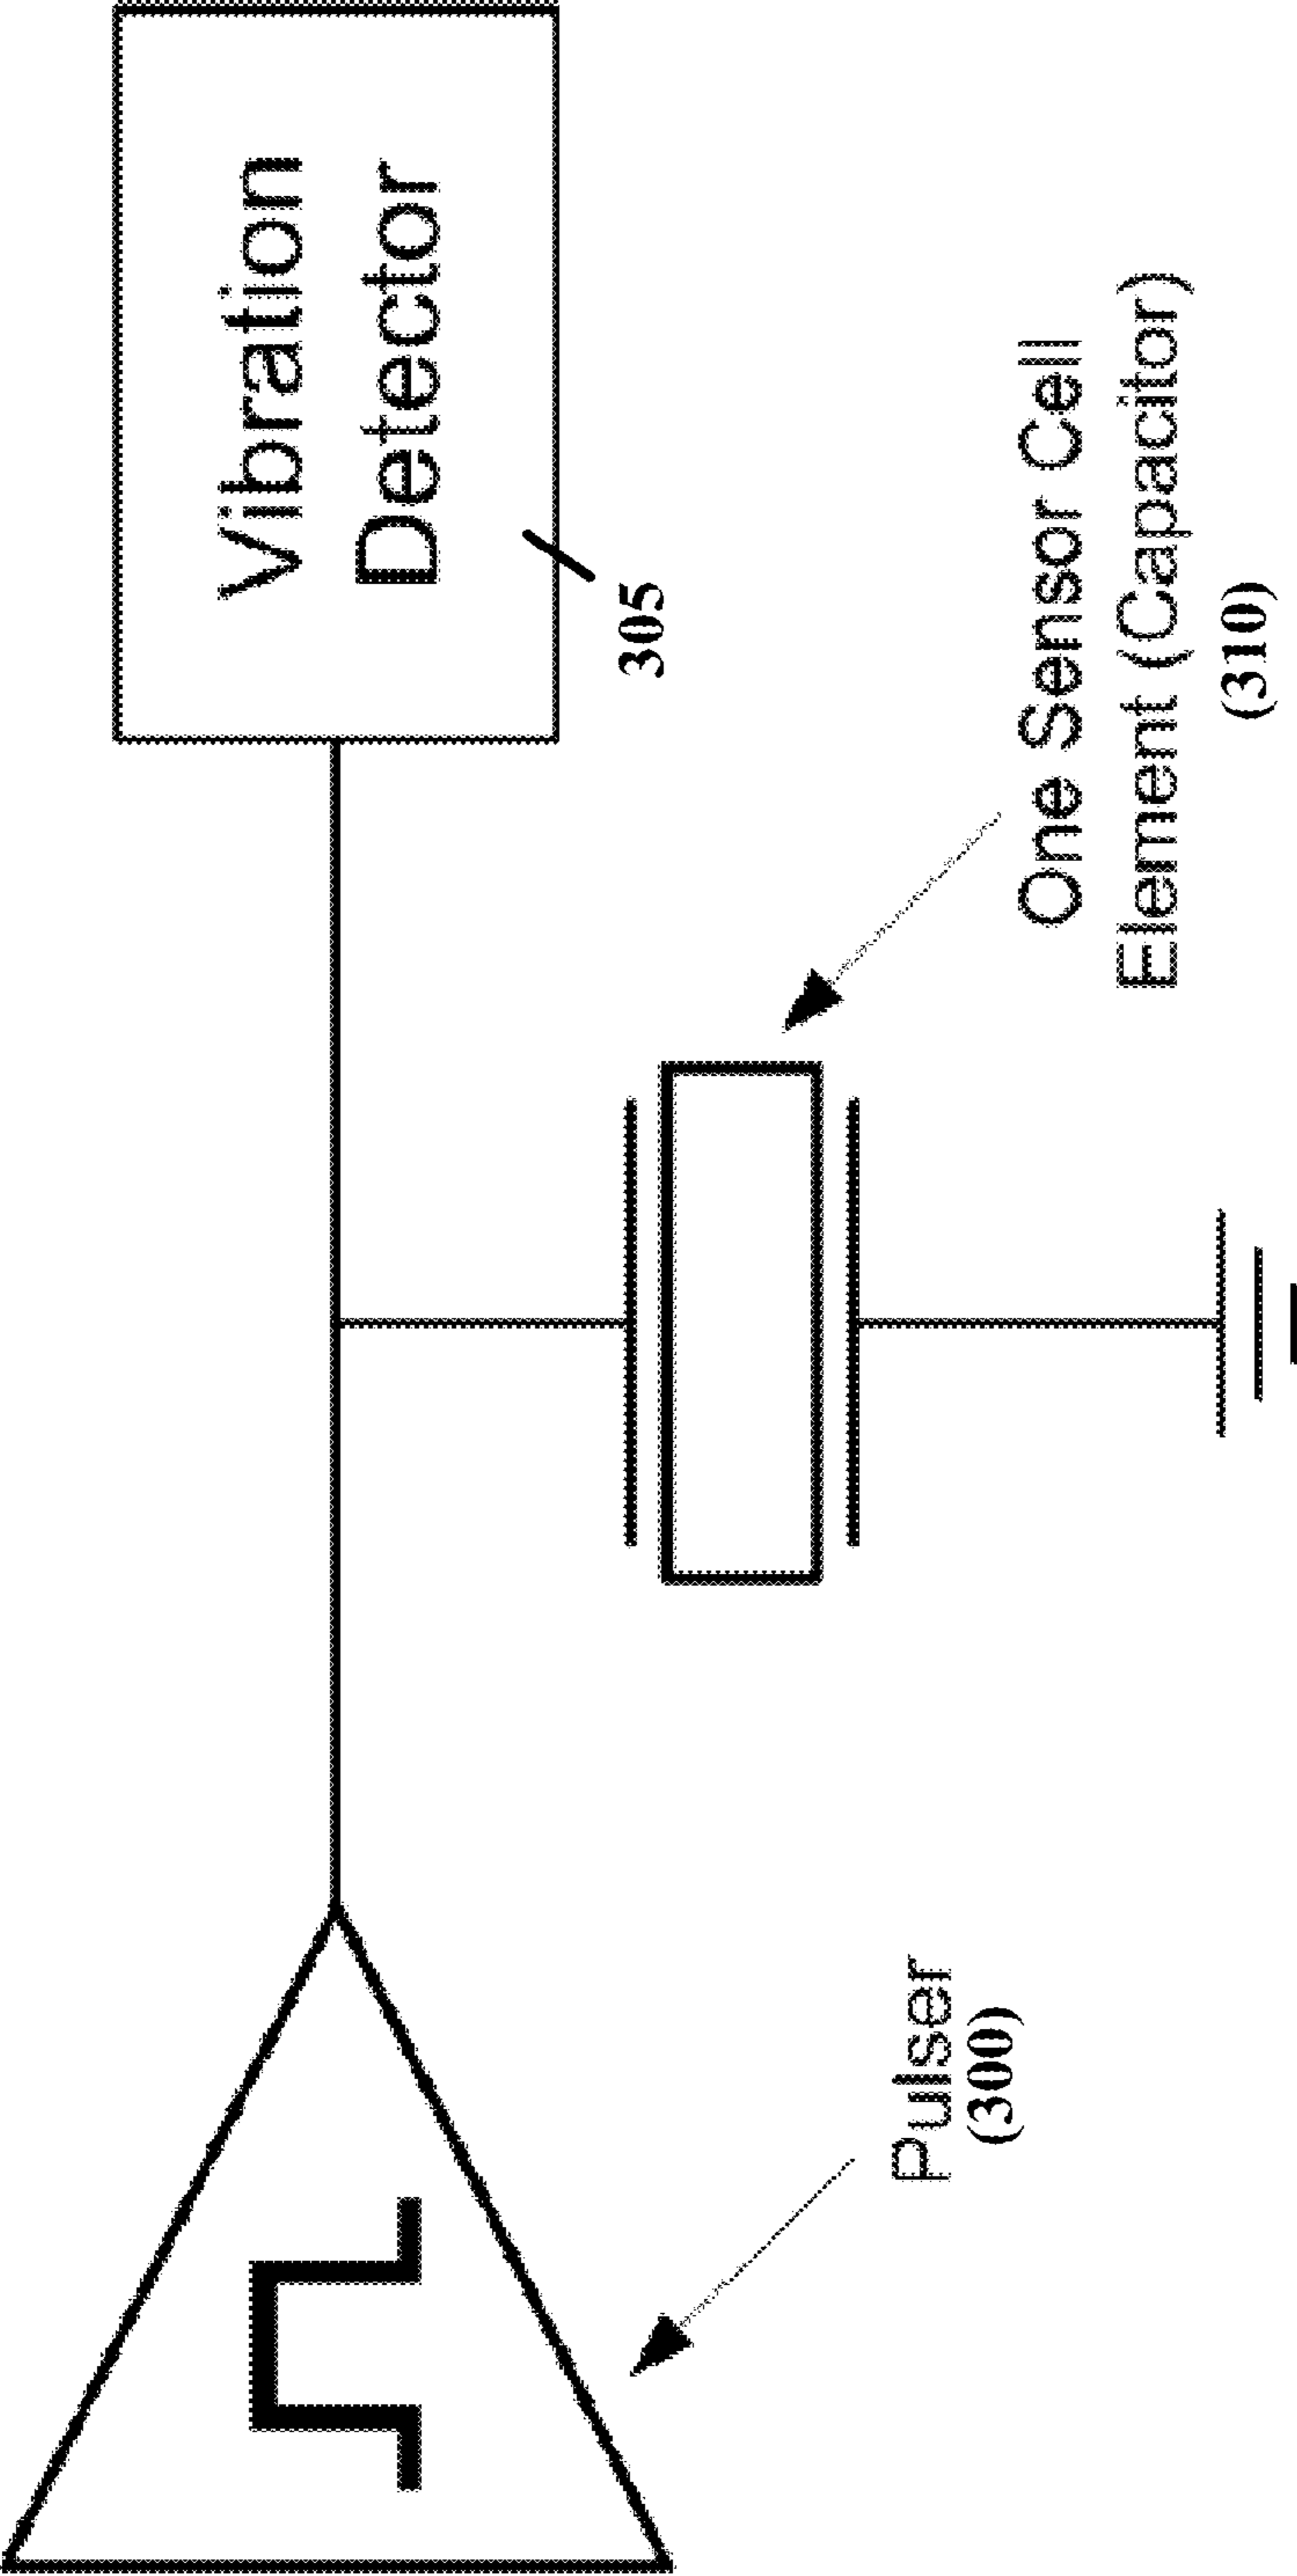 Vibration
Detector
305
One Sensor Cell
Element (Capacitor)
(310)
Pulser
(300)